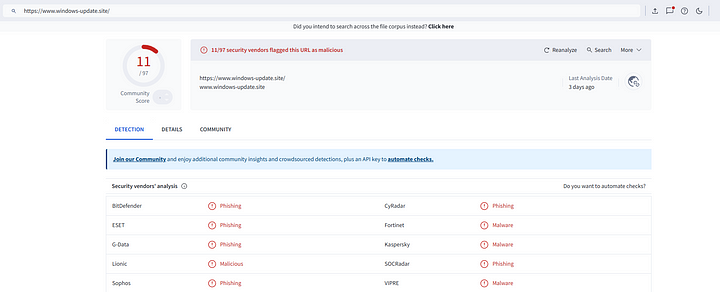 https://www.windows-update.site/
Did you intend to search across the file corpus instead? Click here
11
/ 97
Community
Score
11/97 security vendors flagged this URL as malicious
Reanalyze
Search
More
https://www.windows-update.site/
www.windows-update.site
Last Analysis Date
3 days ago
DETECTION
DETAILS
COMMUNITY
Join our Community and enjoy additional community insights and crowdsourced detections, plus an API key to automate checks.
Security vendors' analysis
Do you want to automate checks?
BitDefender Phishing CyRadar Phishing
ESET Phishing Fortinet Malware
G-Data Phishing Kaspersky Malware
Lionic Malicious SOCRadar Phishing
Sophos Phishing VIPRE Malware